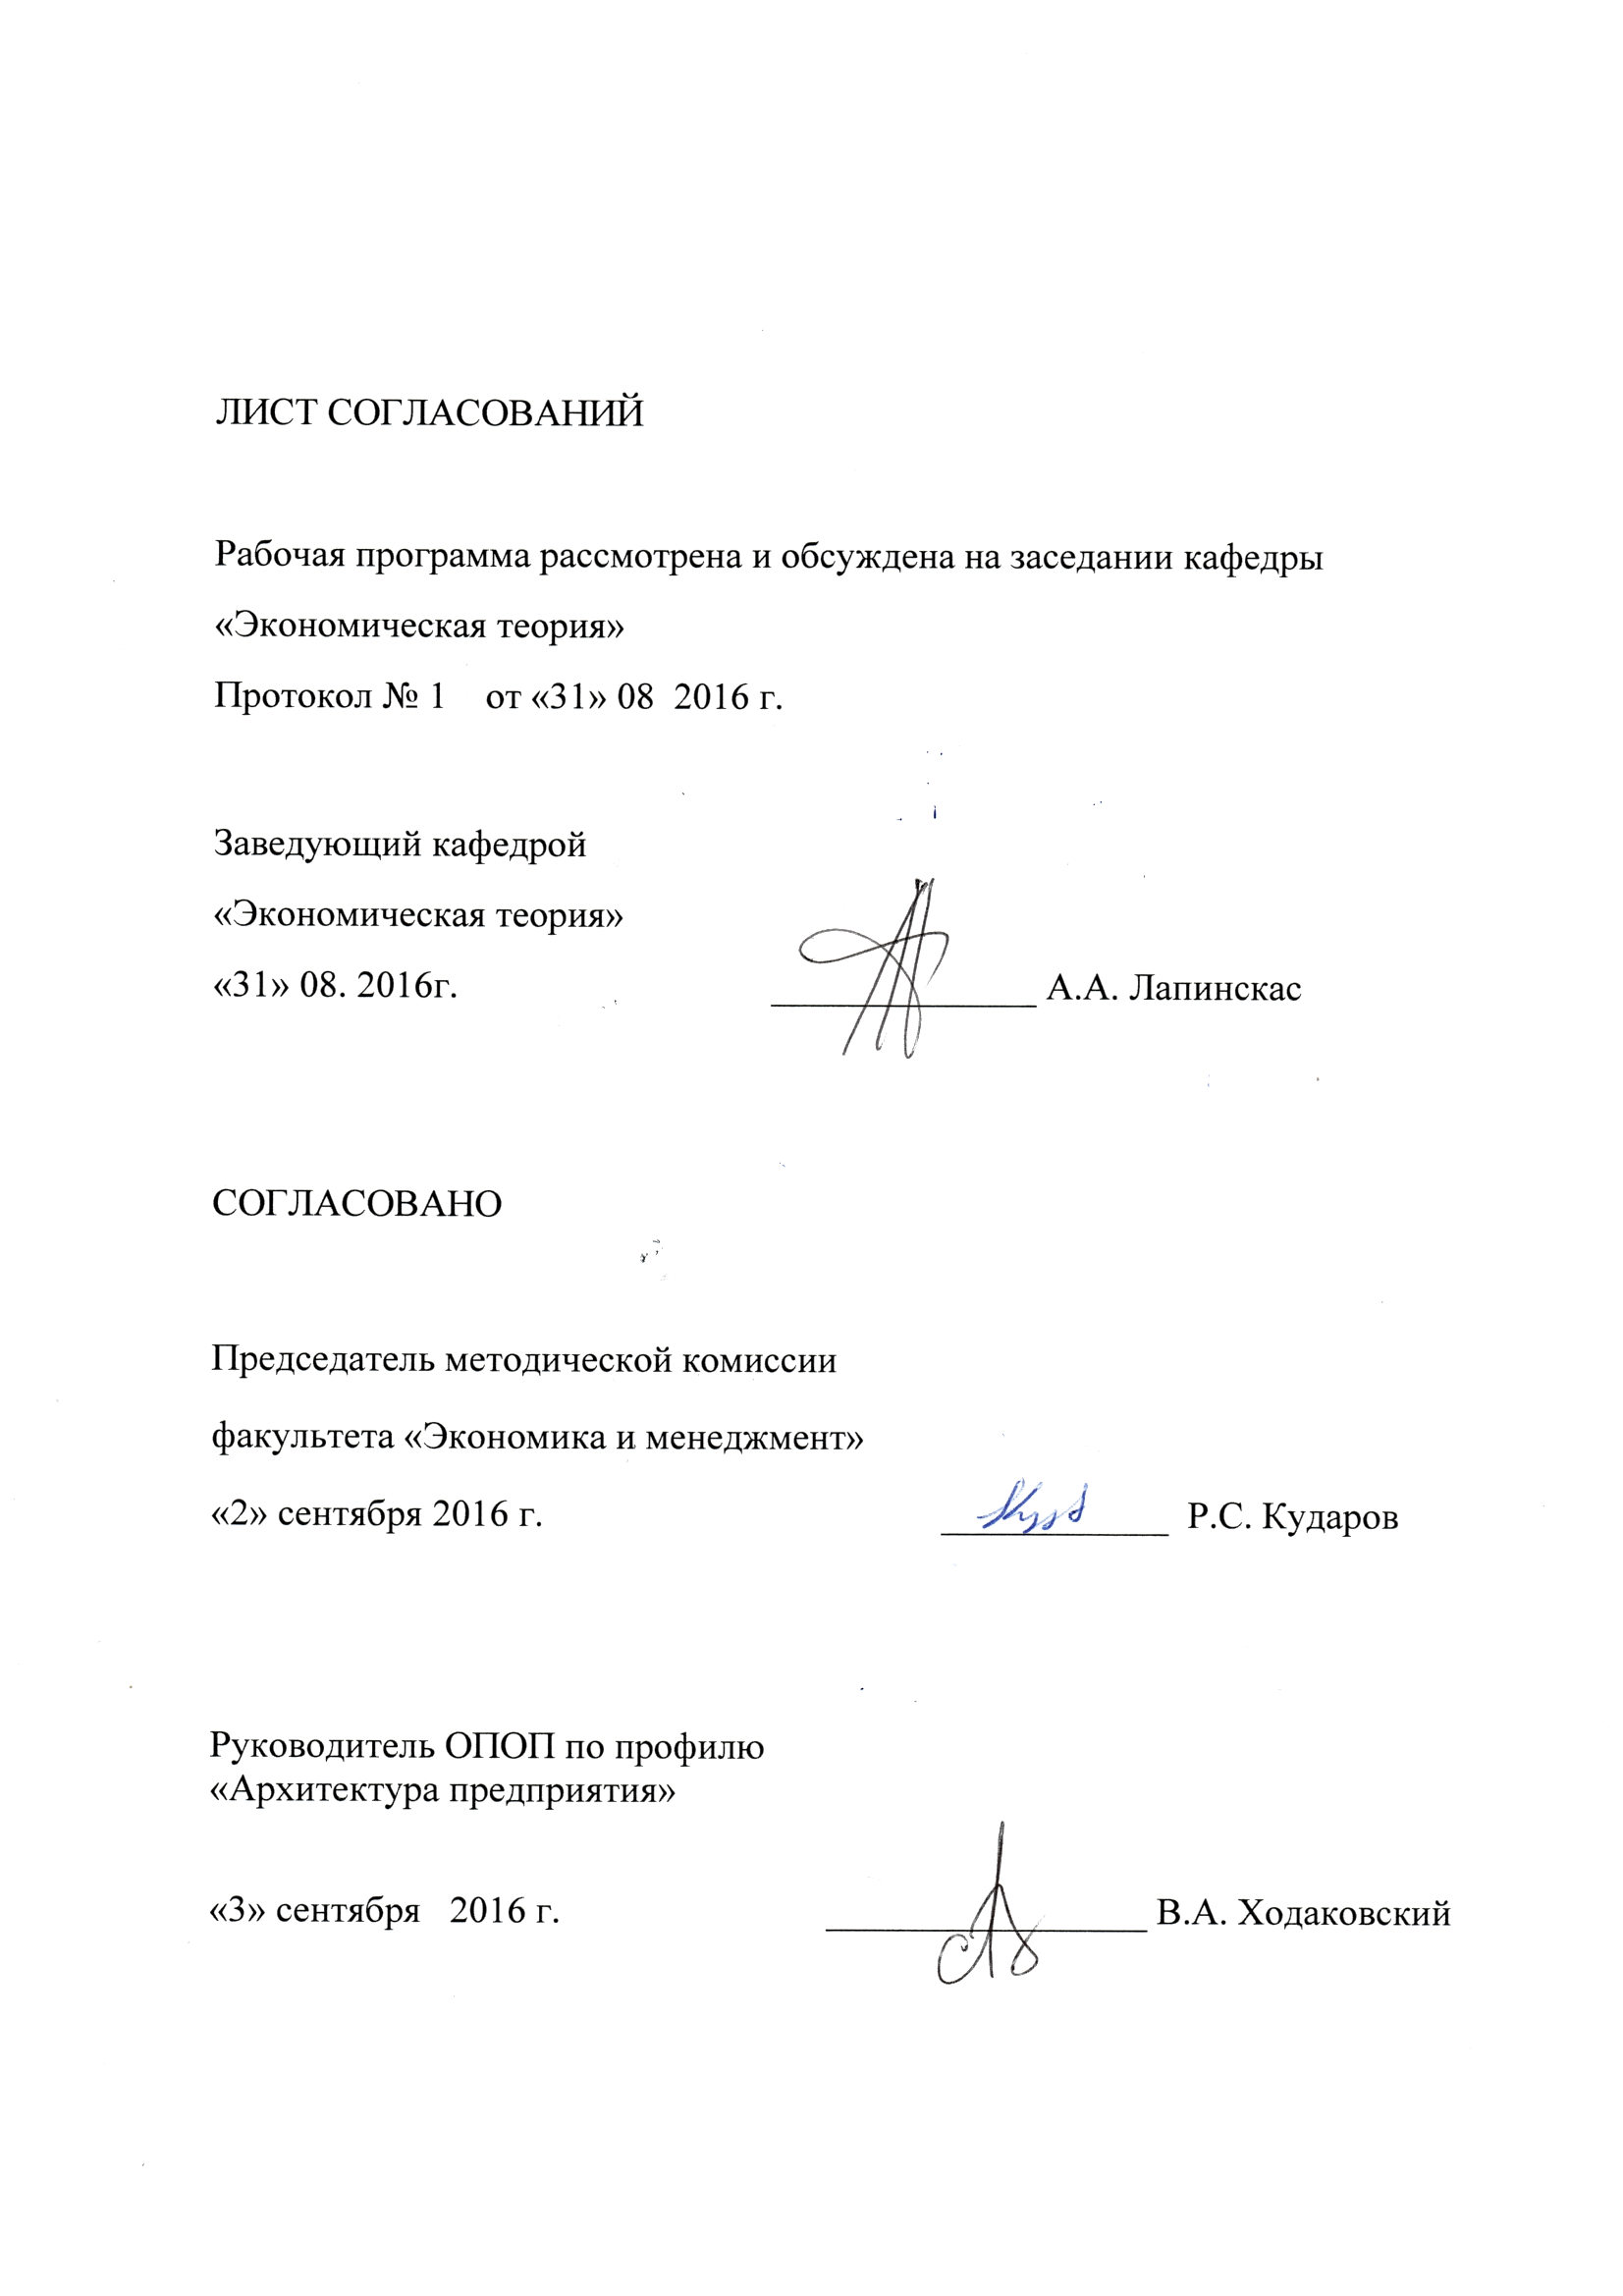 ЛИСТ СОГЛАСОВАНИЙ
Рабочая программа рассмотрена и обсуждена на заседании кафедры
«Экономическая теория»
Протокол № 1 от «31» 08 2016 г.
Заведующий кафедрой
«Экономическая теория»
«31» 08. 2016г. А.А. Лапинскас
СОГЛАСОВАНО
Председатель методической комиссии
факультета «Экономика и менеджмент»
«2» сентября 2016 г. Р.С. Кударов
Руководитель ОПОП по профилю
«Архитектура предприятия»
«3» сентября 2016 г. В.А. Ходаковский